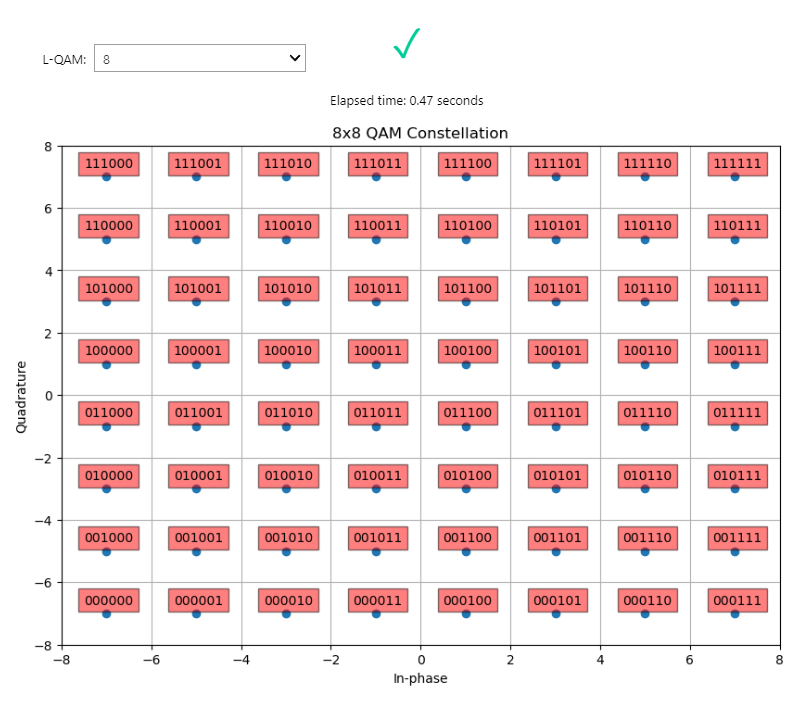 L-QAM: 8
Elapsed time: 0.47 seconds
8x8 QAM Constellation
8
111000 111001 111010 111011 111100 111101 111110 111111
6
110000 110001 110010 110011 110100 110101 110110 110111
4
101000 101001 101010 101011 101100 101101 101110 101111
2
100000 100001 100010 100011 100100 100101 100110 100111
0
Quadrature
011000 011001 011010 011011 011100 011101 011110 011111
−2
010000 010001 010010 010011 010100 010101 010110 010111
−4
001000 001001 001010 001011 001100 001101 001110 001111
−6
000000 000001 000010 000011 000100 000101 000110 000111
−8
−8 −6 −4 −2 0 2 4 6 8
In-phase